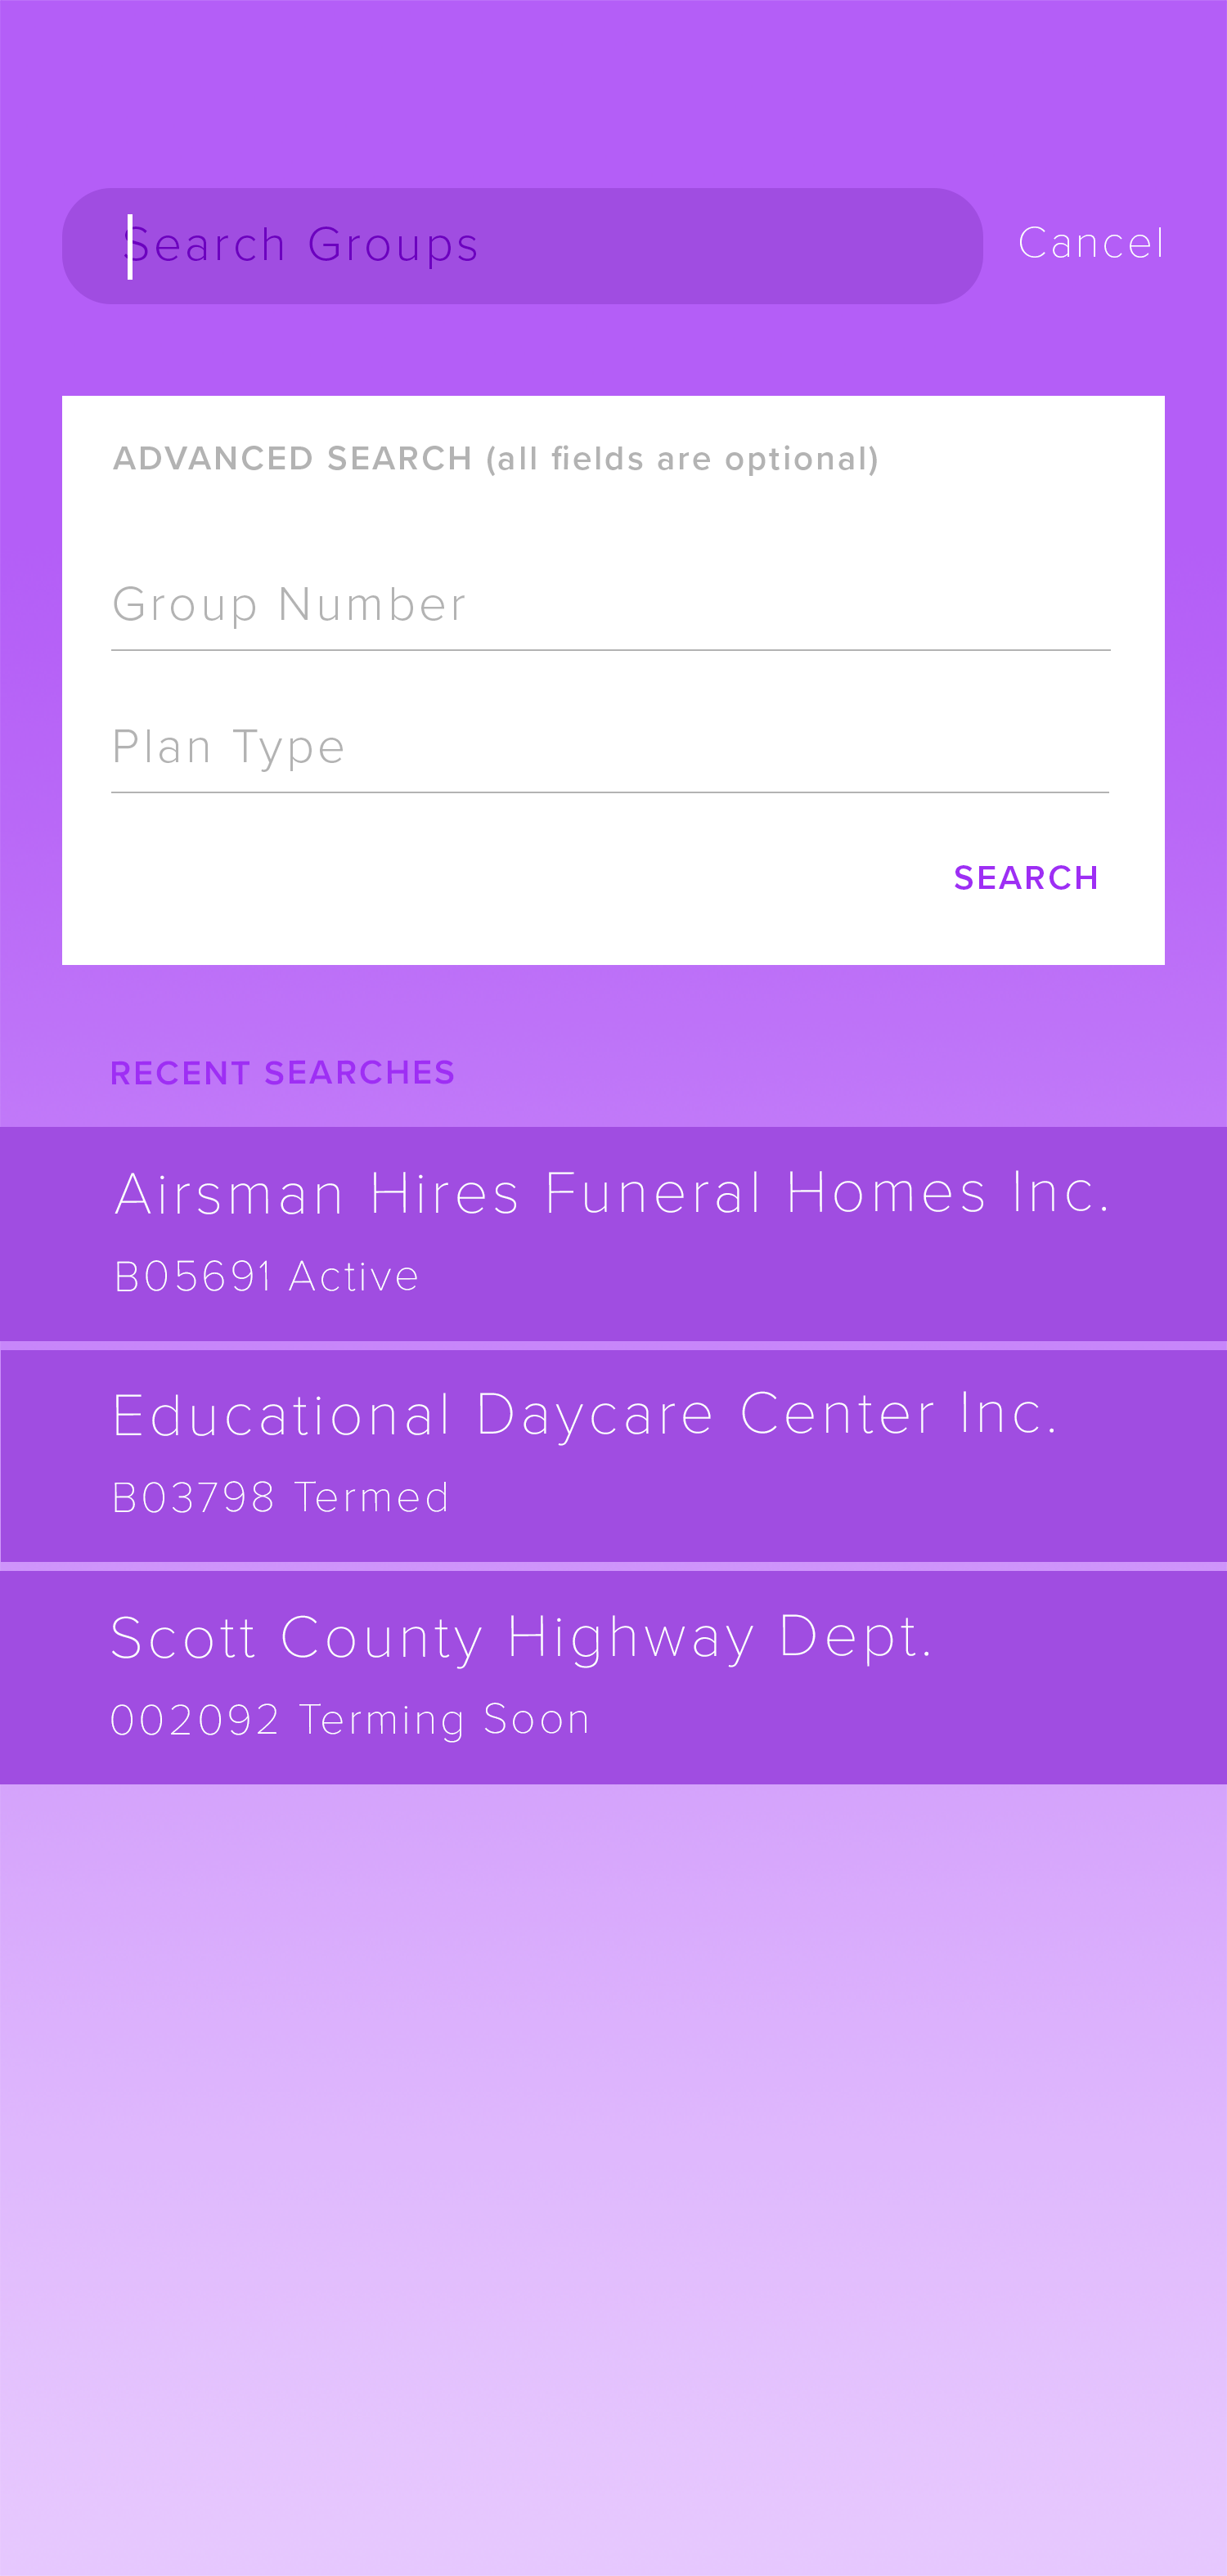 Search Groups
Cancel
ADVANCED SEARCH (all fields are optional)
Group Number
Plan Type
SEARCH
RECENT SEARCHES
Airsman Hires Funeral Homes Inc.
B05691 Active
Educational Daycare Center Inc.
B03798 Termed
Scott County Highway Dept.
002092 Terming Soon